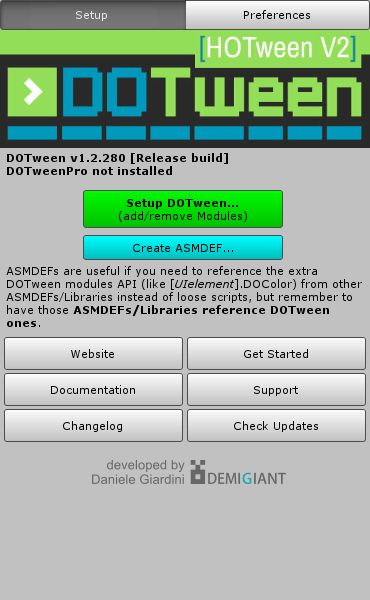 Setup Preferences
[HOTween V2]
DOTween
DOTween v1.2.280 [Release build]
DOTweenPro not installed
Setup DOTween...
(add/remove Modules)
Create ASMDEF...
ASMDEFs are useful if you need to reference the extra
DOTween modules API (like [UIelement].DOColor) from other
ASMDEFs/Libraries instead of loose scripts, but remember to
have those ASMDEFs/Libraries reference DOTween
ones.
Website Get Started
Documentation Support
Changelog Check Updates
developed by
Daniele Giardini DEMIGIANT